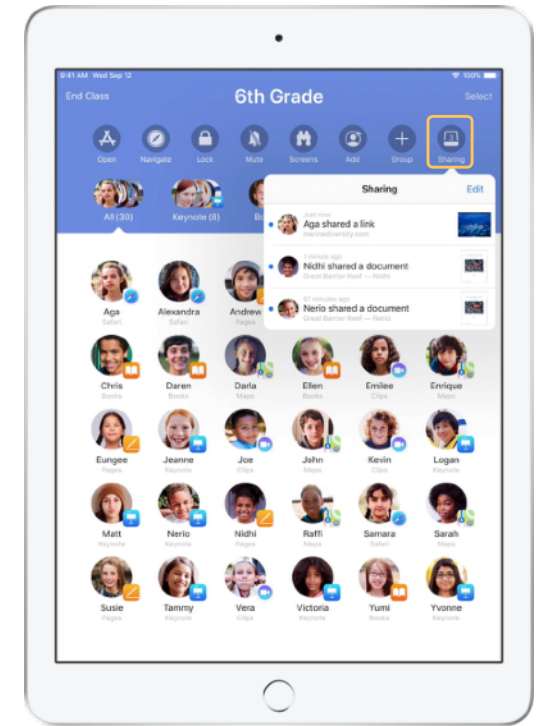 9:41 AM Wed Sep 12
100%
End Class
6th Grade
Select
Open
Navigate
Lock
Mute
Screens
Add
Group
3
Sharing
All (30)
Keynote (8)
Sharing
Edit
Just now
Aga shared a link
marinediversity.com
1 minute ago
Nidhi shared a document
Great Barrier Reef — Nidhi
57 minutes ago
Nerio shared a document
Great Barrier Reef — Nerio
Aga
Alexandra
Andrew
Safari
Safari
Pages
Chris
Daren
Darla
Ellen
Emilee
Enrique
Books
Books
Maps
Books
Clips
Maps
Eungee
Jeanne
Joe
John
Kevin
Logan
Pages
Keynote
Clips
Maps
Clips
Keynote
Matt
Nerio
Nidhi
Raffi
Samara
Sarah
Keynote
Keynote
Pages
Maps
Safari
Maps
Susie
Tammy
Vera
Victoria
Yumi
Yvonne
Pages
Keynote
Clips
Keynote
Books
Keynote